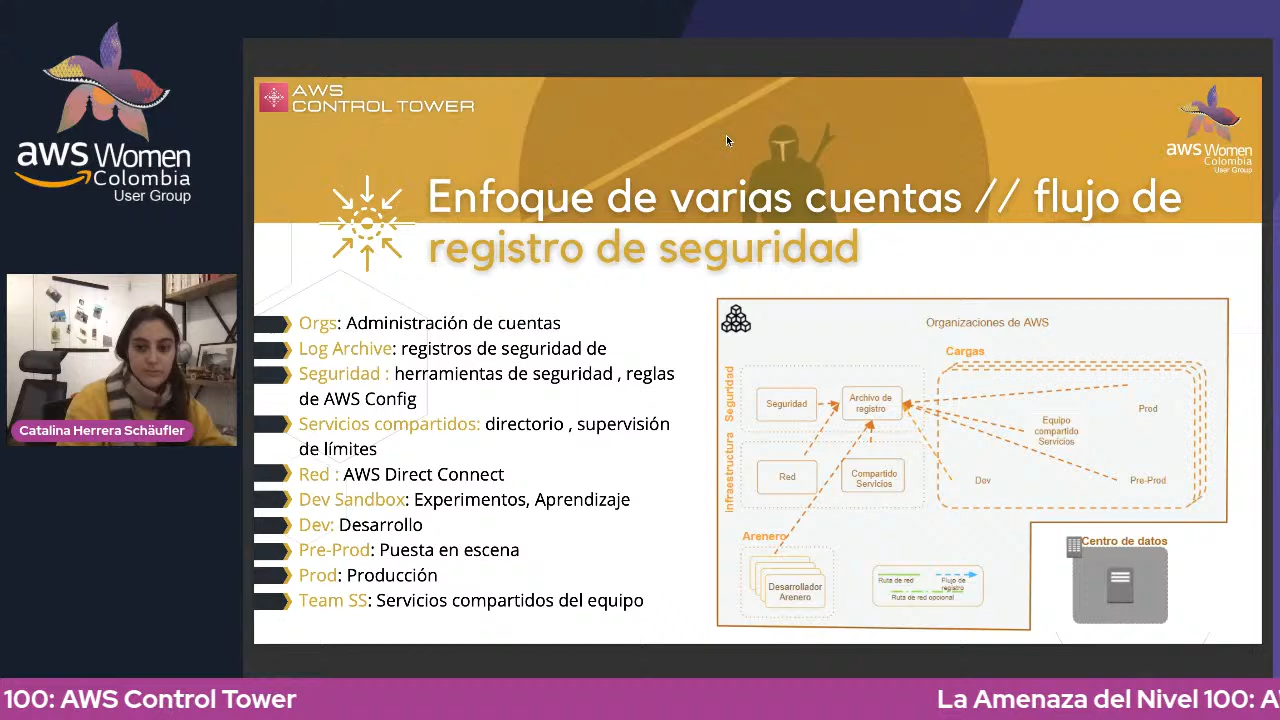 aws Women
Colombia
User Group
Catalina Herrera Schäufler
AWS
CONTROL TOWER
aws Women
Colombia
User Group
Enfoque de varias cuentas // flujo de
registro de seguridad
Orgs: Administración de cuentas
Log Archive: registros de seguridad de
Seguridad : herramientas de seguridad , reglas
de AWS Config
Servicios compartidos: directorio , supervisión
de límites
Red : AWS Direct Connect
Dev Sandbox: Experimentos, Aprendizaje
Dev: Desarrollo
Pre-Prod: Puesta en escena
Prod: Producción
Team SS: Servicios compartidos del equipo
Organizaciones de AWS
Cargas
Seguridad
Seguridad
Archivo de
registro
Prod
Equipo
compartido
Servicios
Infraestructura
Red
Compartido
Servicios
Dev
Pre-Prod
Arenero
Desarrollador
Arenero
Ruta de red
Flujo de
registro
Ruta de red opcional
Centro de datos
100: AWS Control Tower
La Amenaza del Nivel 100: A